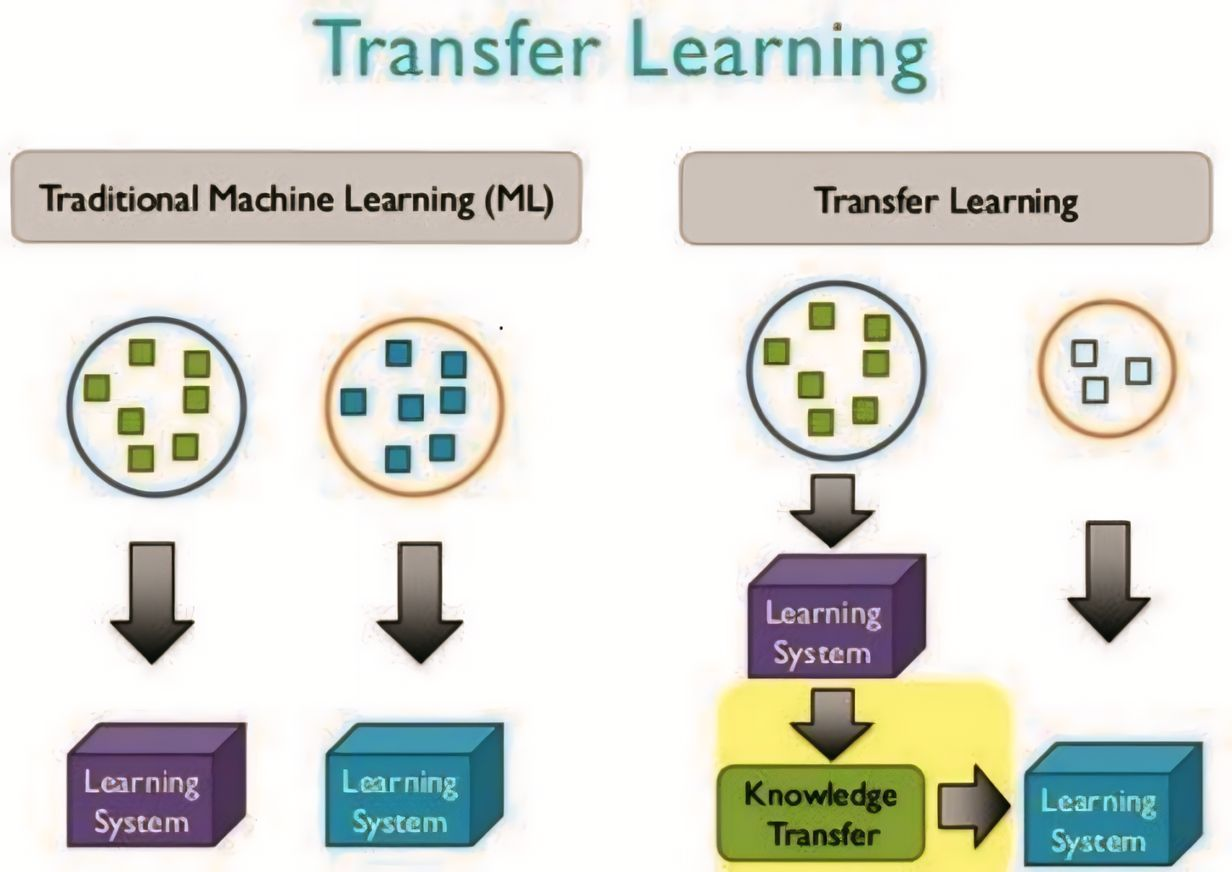 Transfer Learning
Traditional Machine Learning (ML)
Transfer Learning
Learning
System
Learning
System
Learning
System
Knowledge
Transfer
Learning
System